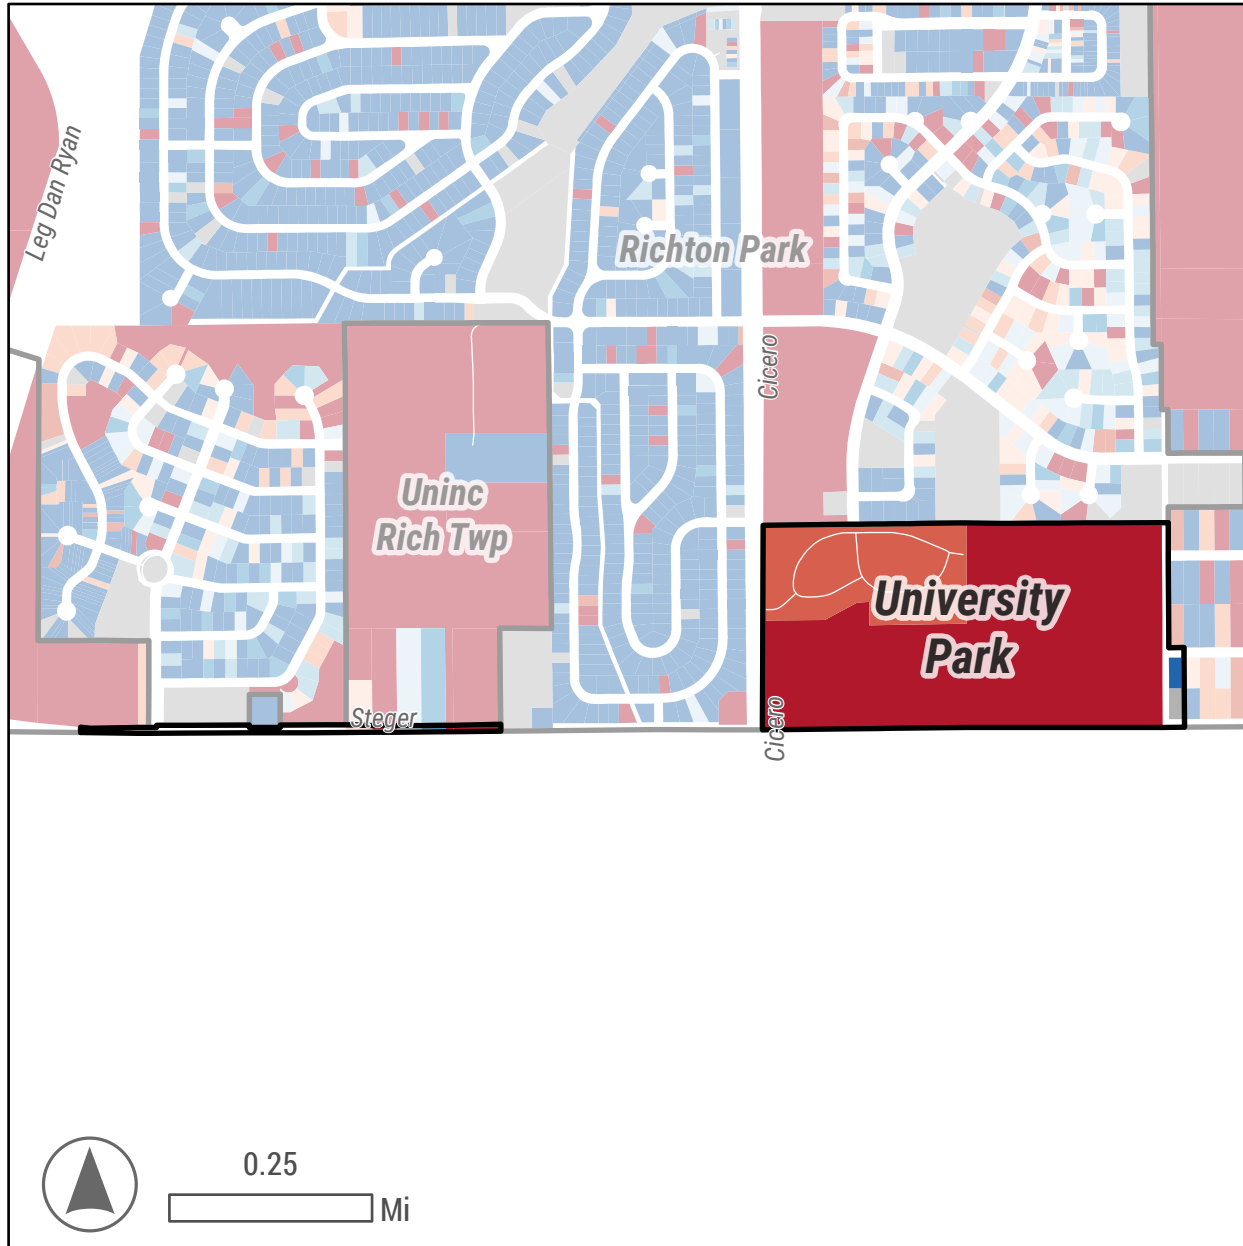 Leg Dan Ryan
Richton Park
Cicero
Uninc
Rich Twp
University
Park
Steger
Cicero
0.25
Mi